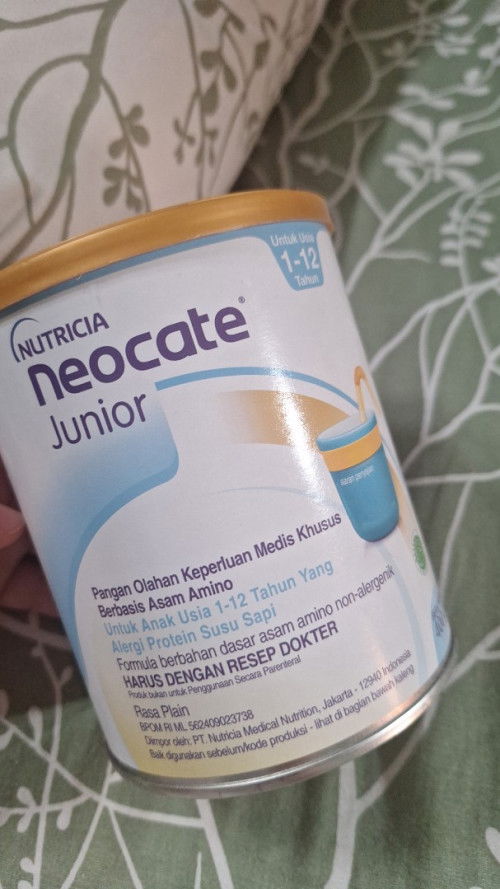 Untuk Usia
1-12
Tahun
NUTRICIA
neocate®
Junior
saran penyajian
Pangan Olahan Keperluan Medis Khusus
Berbasis Asam Amino
Untuk Anak Usia 1-12 Tahun Yang
Alergi Protein Susu Sapi
Formula berbahan dasar asam amino non-alergenik
HARUS DENGAN RESEP DOKTER
Produk bukan untuk Penggunaan Secara Parenteral
Rasa Plain
BPOM RI ML 562409023738
Diimpor oleh: PT. Nutricia Medical Nutrition, Jakarta - 12940 Indonesia
Baik digunakan sebelum/kode produksi - lihat di bagian bawah kaleng